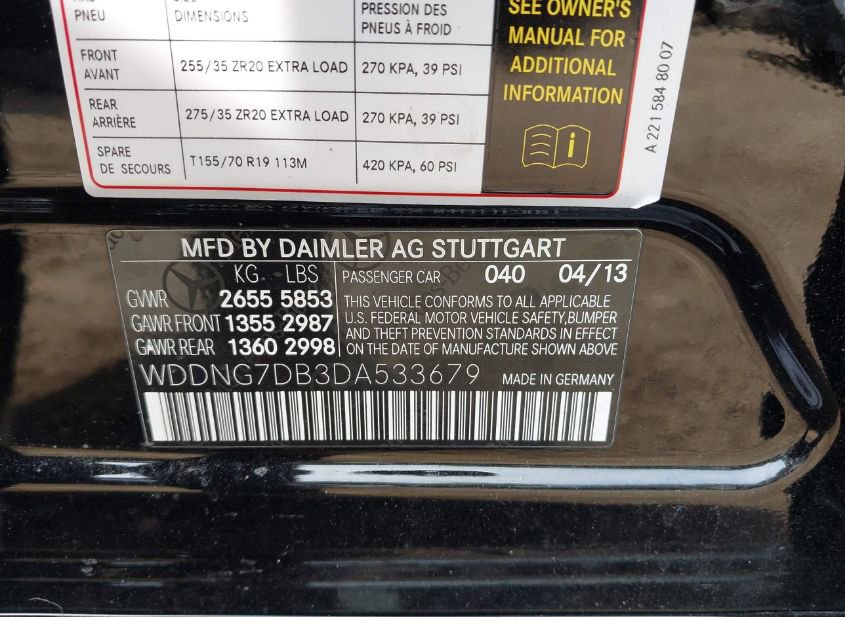 PNEU DIMENSIONS PRESSION DES PNEUS À FROID
FRONT AVANT 255/35 ZR20 EXTRA LOAD 270 KPA, 39 PSI
REAR ARRIÈRE 275/35 ZR20 EXTRA LOAD 270 KPA, 39 PSI
SPARE DE SECOURS T155/70 R19 113M 420 KPA, 60 PSI
SEE OWNER'S
MANUAL FOR
ADDITIONAL
INFORMATION
A 221 584 80 07
MFD BY DAIMLER AG STUTTGART
KG LBS PASSENGER CAR 040 04/13
GVWR 2655 5853 THIS VEHICLE CONFORMS TO ALL APPLICABLE
GAWR FRONT 1355 2987 U.S. FEDERAL MOTOR VEHICLE SAFETY,BUMPER
AND THEFT PREVENTION STANDARDS IN EFFECT
GAWR REAR 1360 2998 ON THE DATE OF MANUFACTURE SHOWN ABOVE
WDDNG7DB3DA533679 MADE IN GERMANY